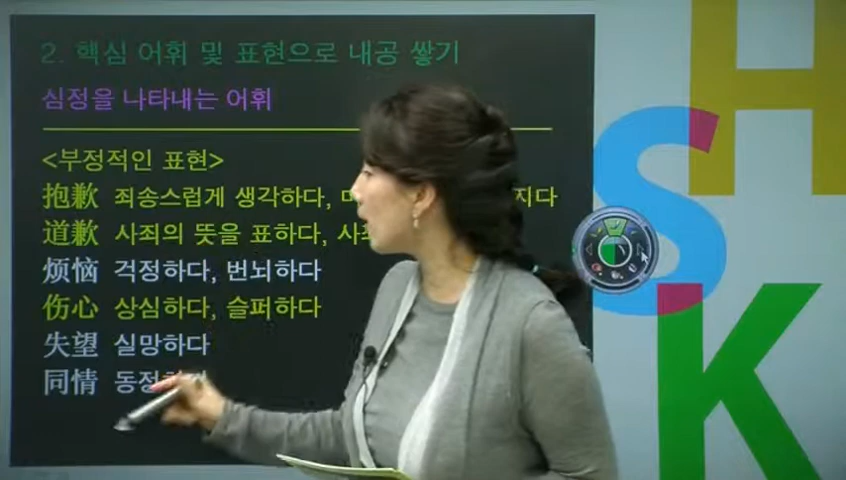 2. 핵심 어휘 및 표현으로 내공 쌓기
심정을 나타내는 어휘
<부정적인 표현>
抱歉 죄송스럽게 생각하다, 지다
道歉 사죄의 뜻을 표하다,
烦恼 걱정하다, 번뇌하다
伤心 상심하다, 슬퍼하다
失望 실망하다
同情
HSK